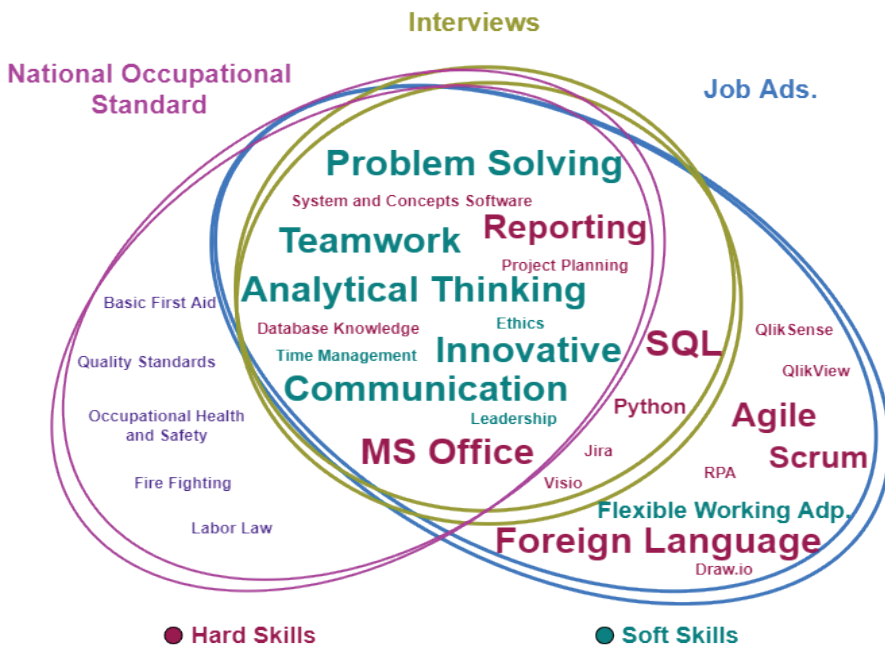 Interviews
National Occupational
Standard
Job Ads.
Problem Solving
System and Concepts Software
Reporting
Teamwork
Project Planning
Analytical Thinking
Basic First Aid
Database Knowledge
Ethics
SQL
QlikSense
Innovative
Time Management
Quality Standards
QlikView
Communication
Python
Agile
Occupational Health
and Safety
Leadership
MS Office
Jira
Scrum
RPA
Fire Fighting
Visio
Flexible Working Adp.
Labor Law
Foreign Language
Draw.io
Hard Skills
Soft Skills